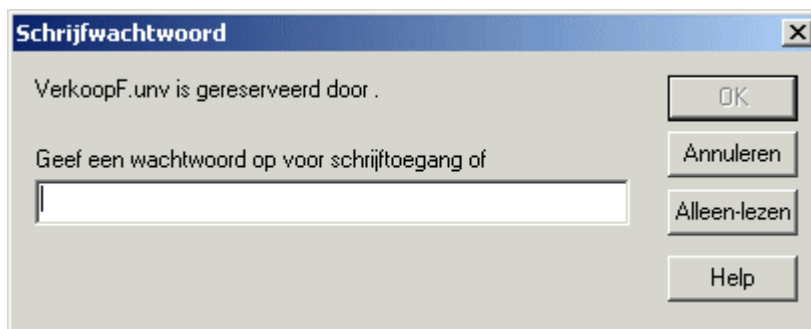 Schrijfwachtwoord
VerkoopF.unv is gereserveerd door .
OK
Geef een wachtwoord op voor schrijftoegang of
Annuleren
Alleen-lezen
Help